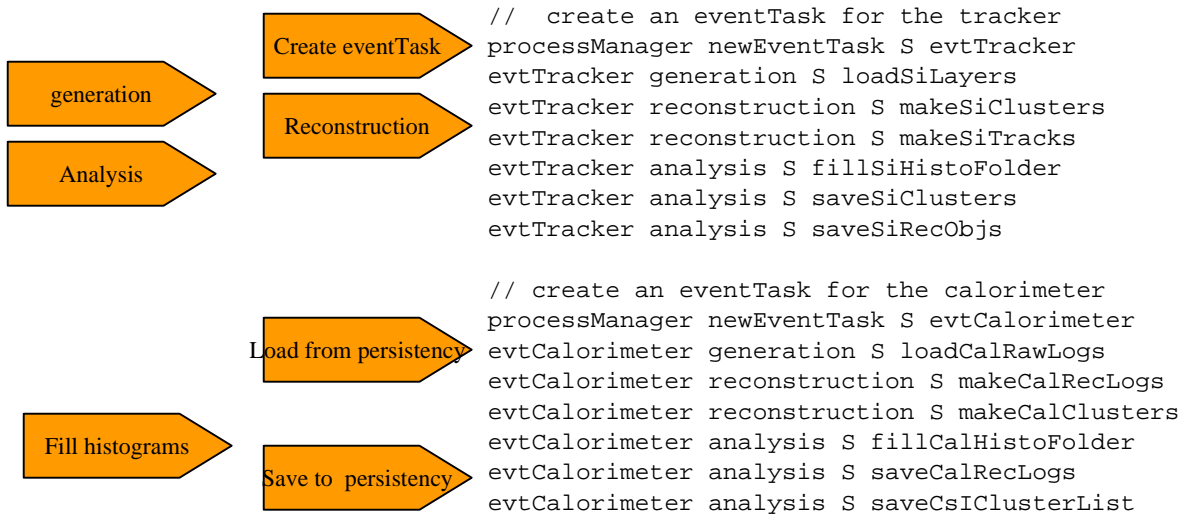 Create eventTask
generation
Reconstruction
Analysis
//  create an eventTask for the tracker
processManager newEventTask S evtTracker
evtTracker generation S loadSiLayers
evtTracker reconstruction S makeSiClusters
evtTracker reconstruction S makeSiTracks
evtTracker analysis S fillSiHistoFolder
evtTracker analysis S saveSiClusters
evtTracker analysis S saveSiRecObjs
Load from persistency
Fill histograms
Save to  persistency
// create an eventTask for the calorimeter
processManager newEventTask S evtCalorimeter
evtCalorimeter generation S loadCalRawLogs
evtCalorimeter reconstruction S makeCalRecLogs
evtCalorimeter reconstruction S makeCalClusters
evtCalorimeter analysis S fillCalHistoFolder
evtCalorimeter analysis S saveCalRecLogs
evtCalorimeter analysis S saveCsIClusterList